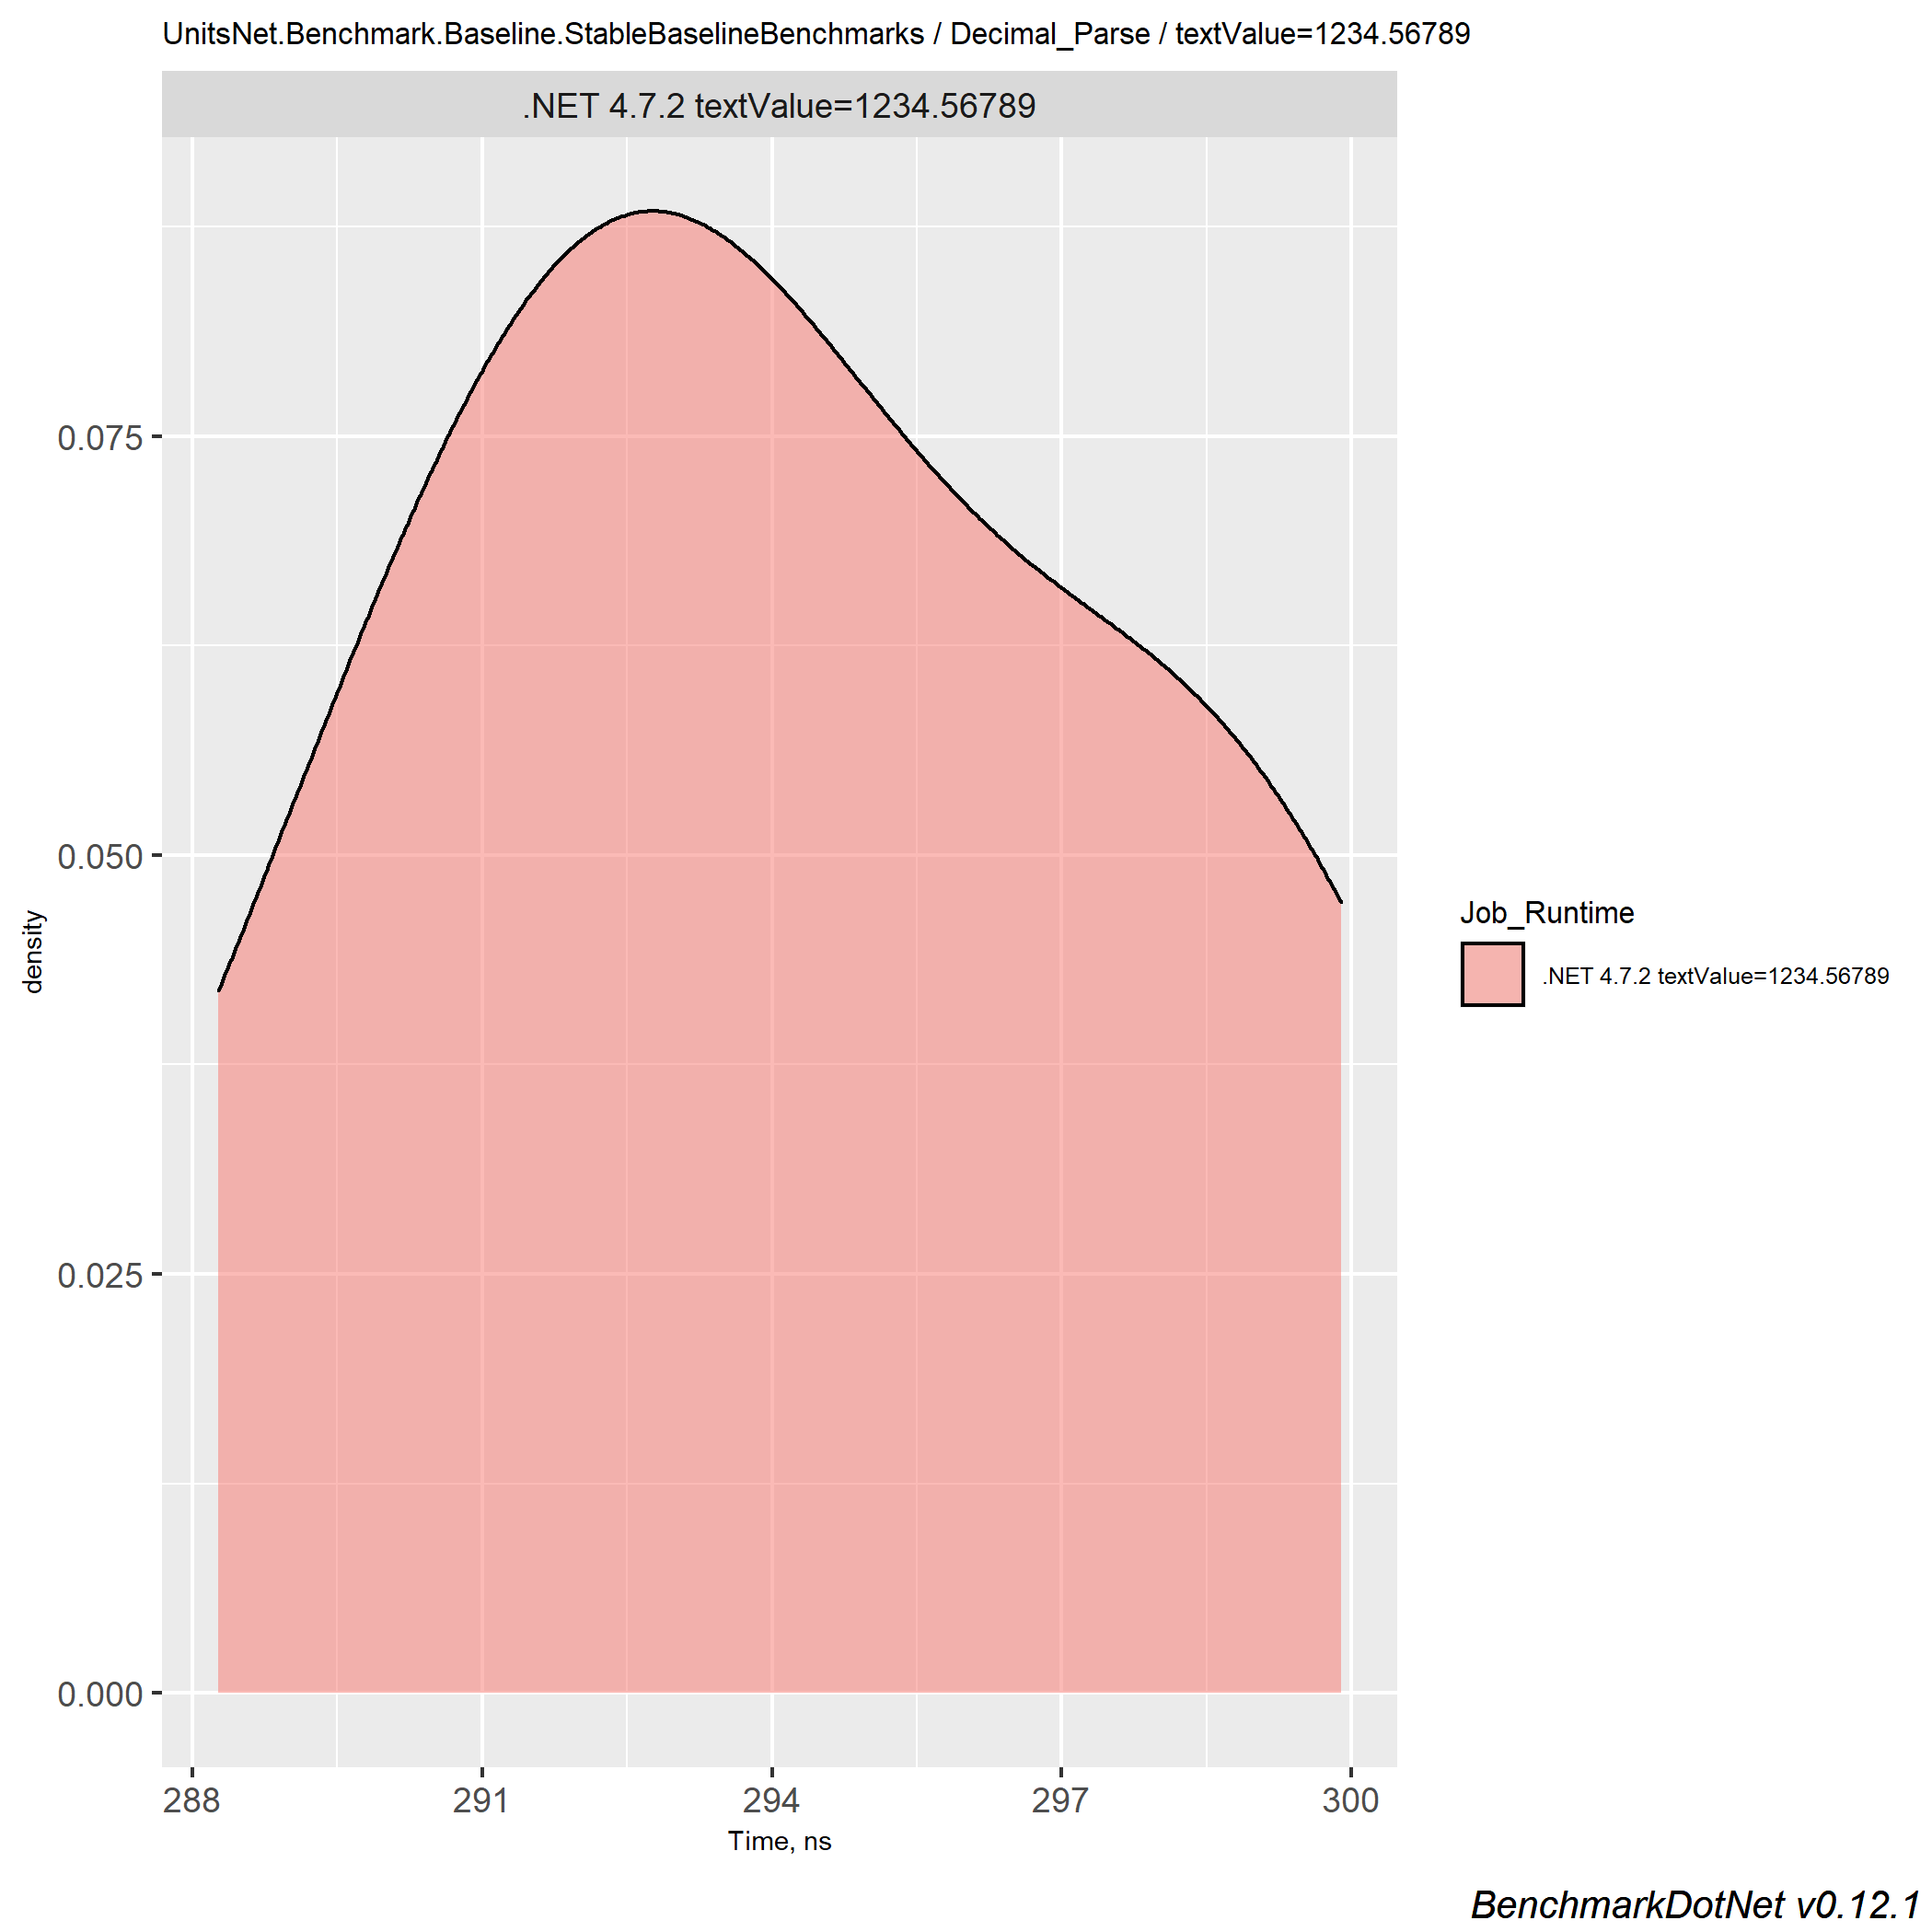 UnitsNet.Benchmark.Baseline.StableBaselineBenchmarks / Decimal_Parse / textValue=1234.56789
.NET 4.7.2 textValue=1234.56789
0.075
0.050
0.025
0.000
density
288 291 294 297 300
Time, ns
Job_Runtime
.NET 4.7.2 textValue=1234.56789
BenchmarkDotNet v0.12.1